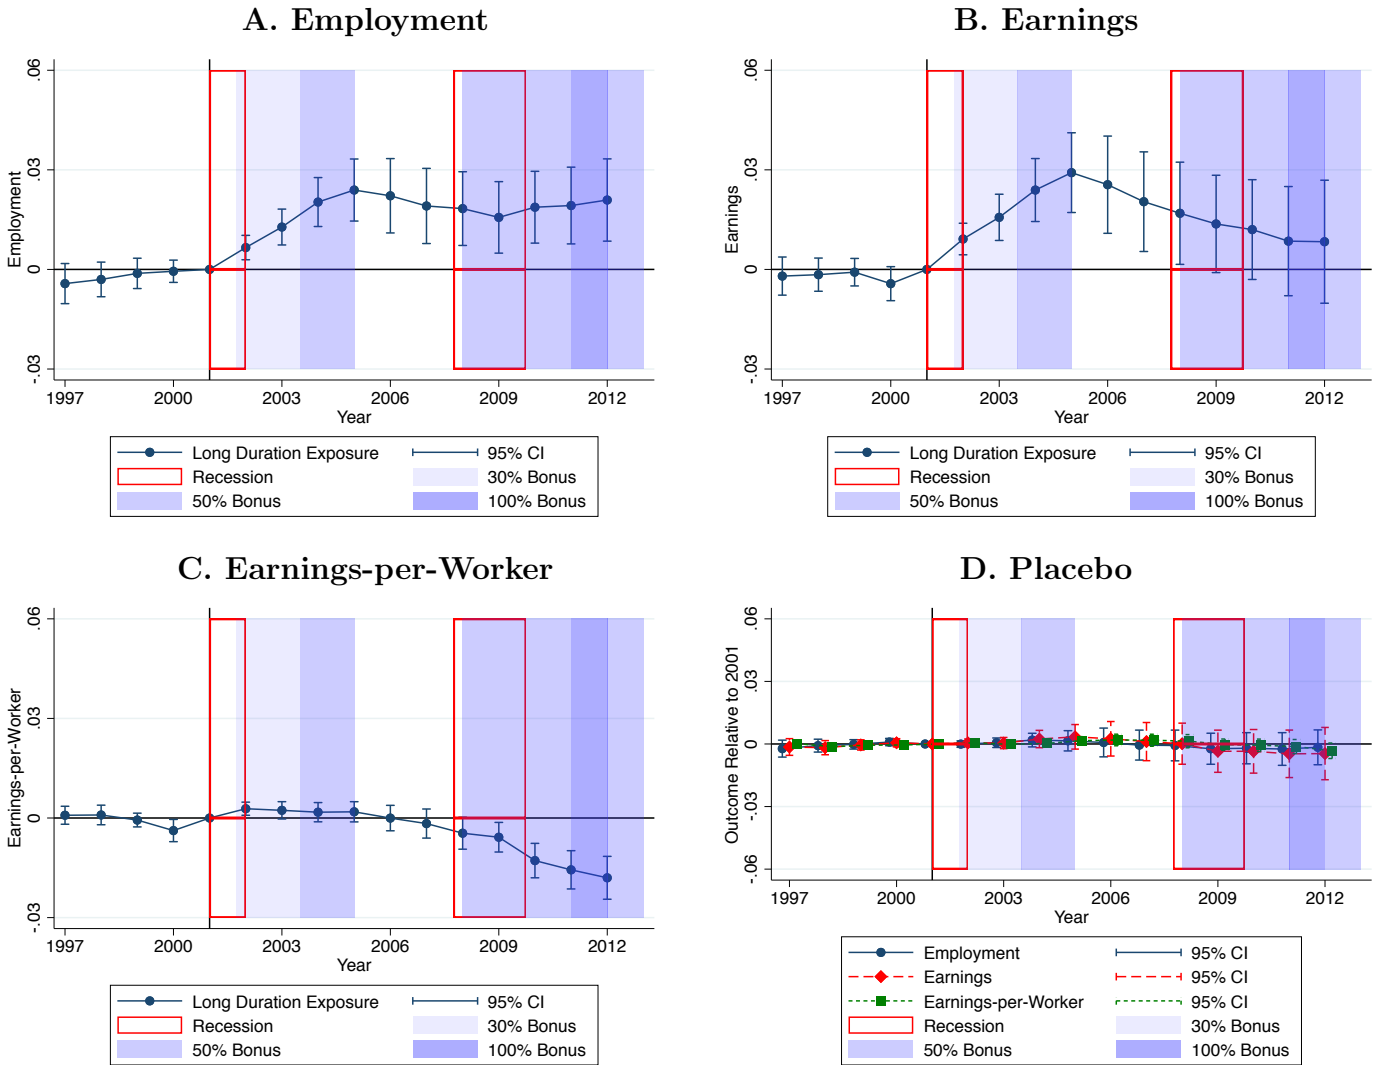 A. Employment
Employment
.06
.03
0
-.03
1997 2000 2003 2006 2009 2012
Year
Long Duration Exposure 95% CI
Recession 30% Bonus
50% Bonus 100% Bonus
B. Earnings
Earnings
.06
.03
0
-.03
1997 2000 2003 2006 2009 2012
Year
Long Duration Exposure 95% CI
Recession 30% Bonus
50% Bonus 100% Bonus
C. Earnings-per-Worker
Earnings-per-Worker
.06
.03
0
-.03
1997 2000 2003 2006 2009 2012
Year
Long Duration Exposure 95% CI
Recession 30% Bonus
50% Bonus 100% Bonus
D. Placebo
Outcome Relative to 2001
.06
.03
0
-.03
-.06
1997 2000 2003 2006 2009 2012
Year
Employment 95% CI
Earnings 95% CI
Earnings-per-Worker 95% CI
Recession 30% Bonus
50% Bonus 100% Bonus